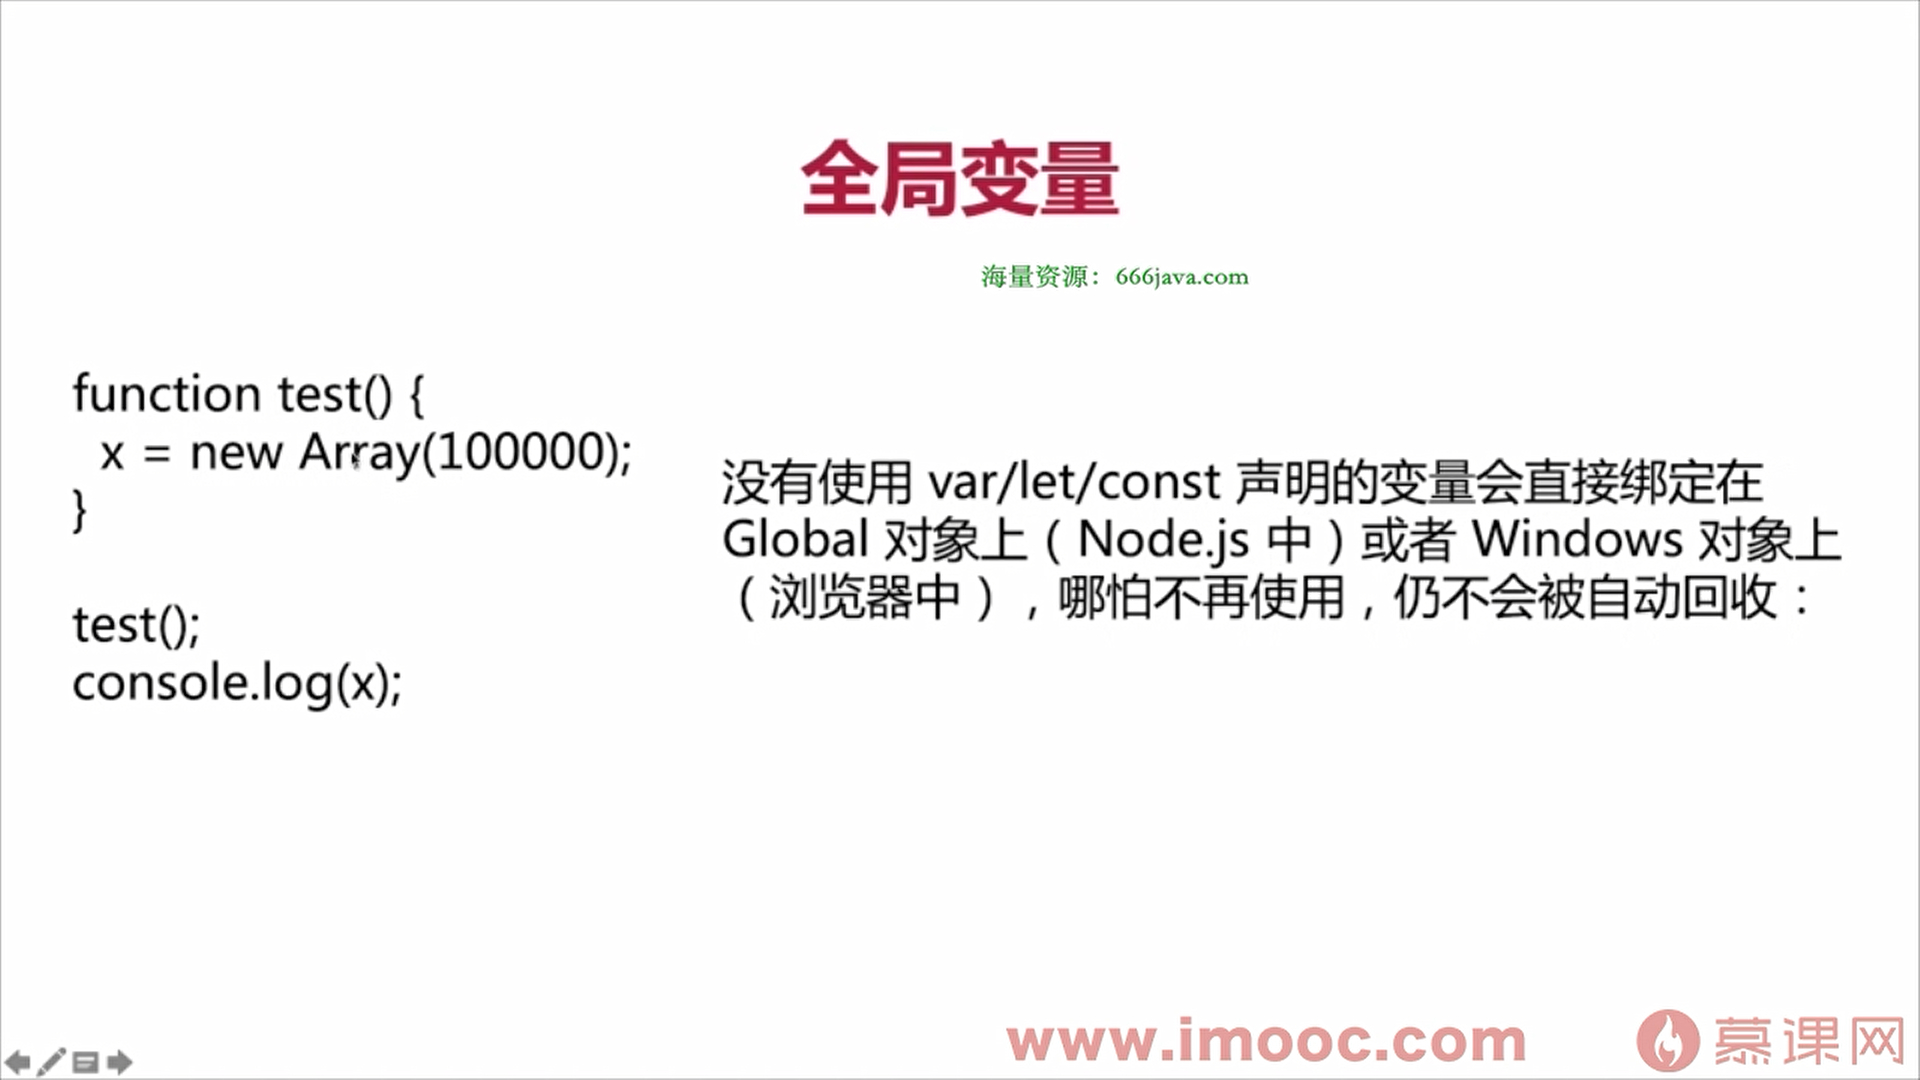 全局变量
海量资源：666java.com
function test() {
x = new Array(100000);
}
test();
console.log(x);
没有使用 var/let/const 声明的变量会直接绑定在
Global 对象上（Node.js 中）或者 Windows 对象上
（浏览器中），哪怕不再使用，仍不会被自动回收：
www.imooc.com
慕课网